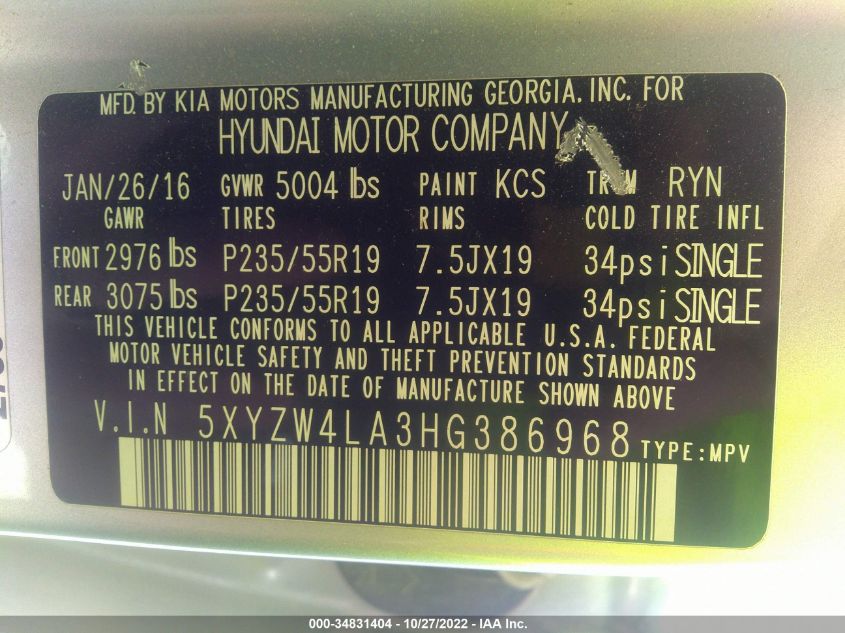 MFD. BY KIA MOTORS MANUFACTURING GEORGIA. INC. FOR
HYUNDAI MOTOR COMPANY
JAN/26/16 GVWR 5004 lbs PAINT KCS TRIM RYN
GAWR TIRES RIMS COLD TIRE INFL
FRONT 2976 lbs P235/55R19 7.5JX19 34psi SINGLE
REAR 3075 lbs P235/55R19 7.5JX19 34psi SINGLE
THIS VEHICLE CONFORMS TO ALL APPLICABLE U.S.A. FEDERAL
MOTOR VEHICLE SAFETY AND THEFT PREVENTION STANDARDS
IN EFFECT ON THE DATE OF MANUFACTURE SHOWN ABOVE
V.I.N 5XYZW4LA3HG386968 TYPE:MPV
000-34831404 - 10/27/2022 - IAA Inc.